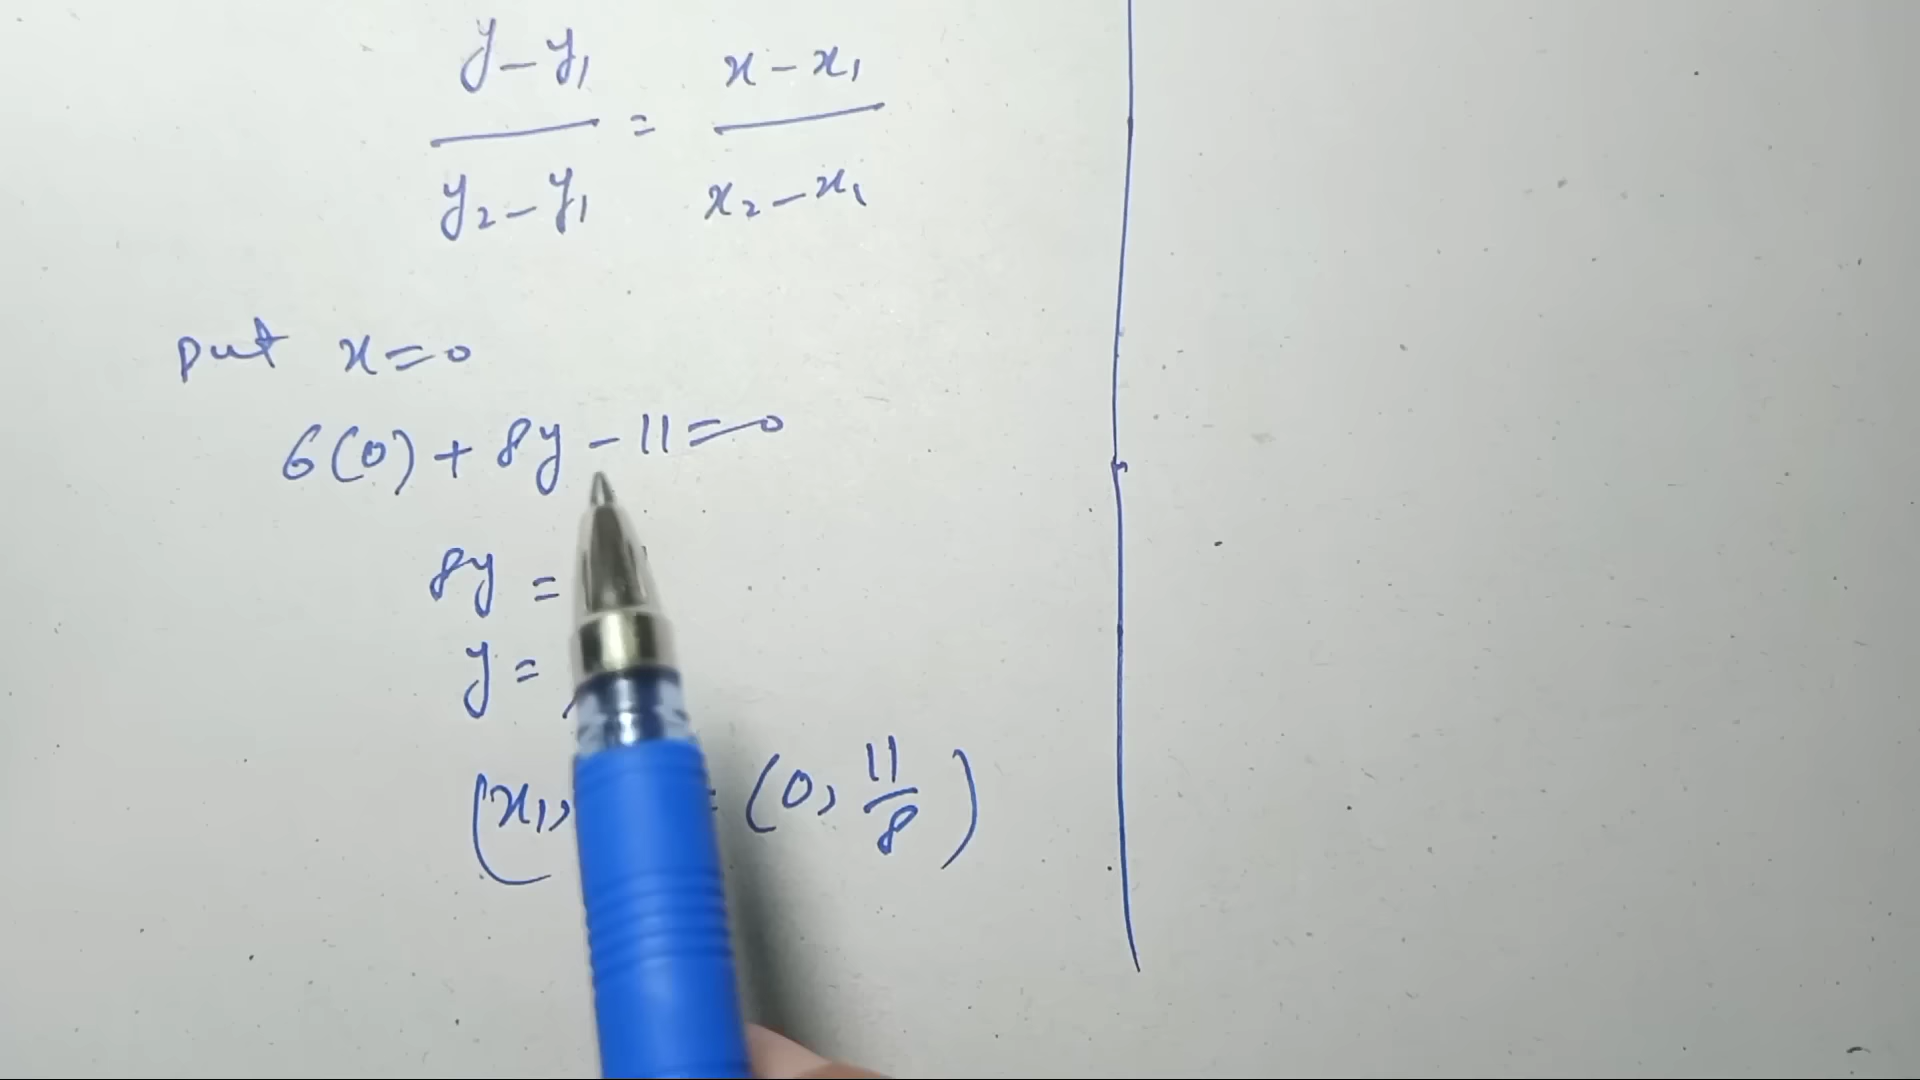 y-y₁ / y₂-y₁ = x-x₁ / x₂-x₁
put x=0
6(0)+8y-11=0
8y =
y =
(x₁, = (0, 11/8)